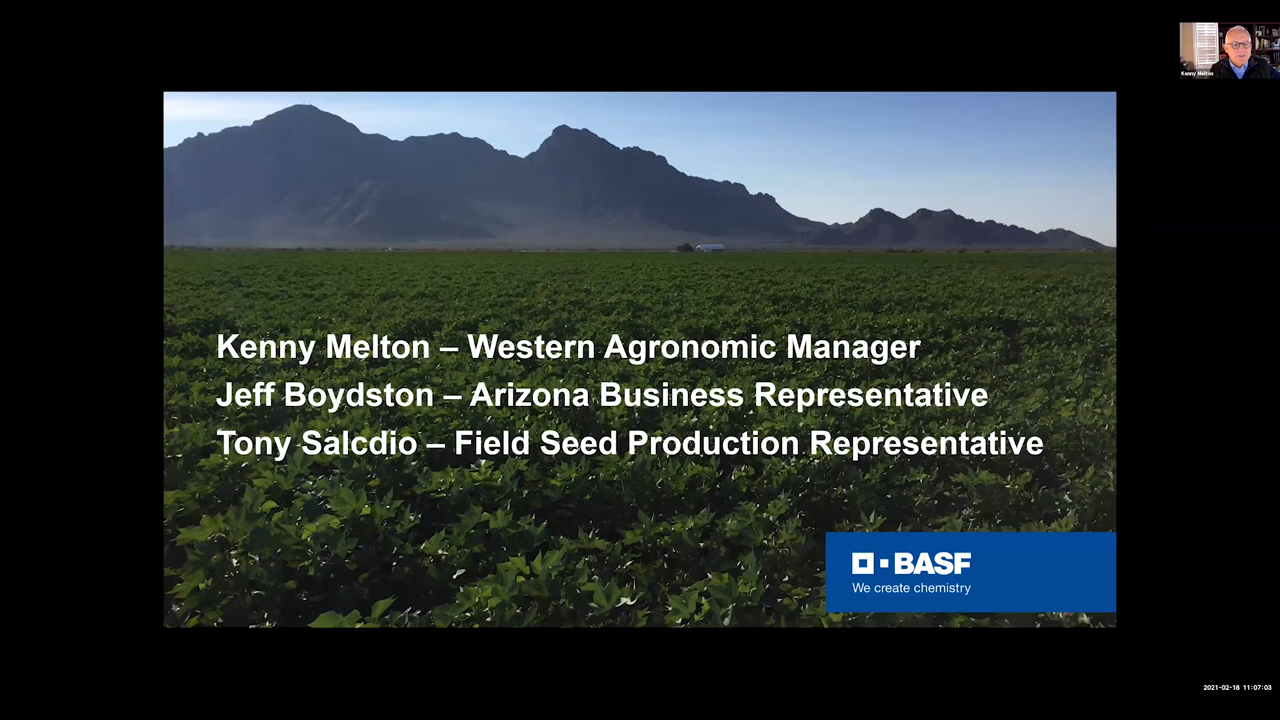 Kenny Melton
Kenny Melton – Western Agronomic Manager
Jeff Boydston – Arizona Business Representative
Tony Salcdio – Field Seed Production Representative
BASF
We create chemistry
2021-02-18 11:07:03